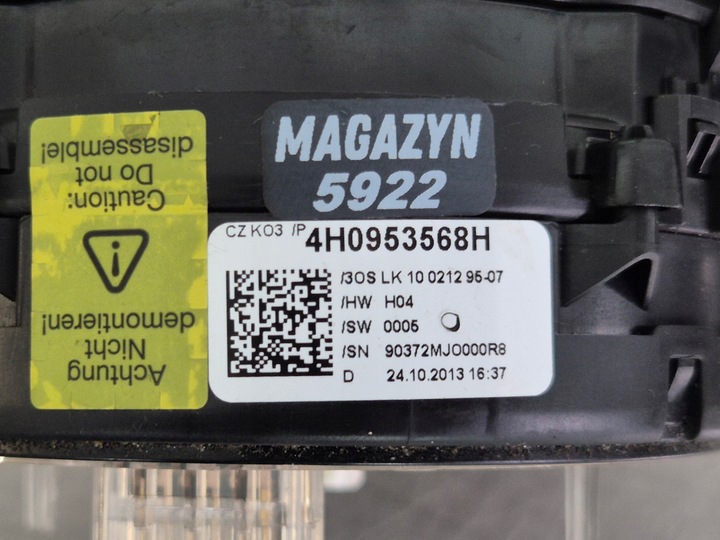 MAGAZYN
5922
Caution:
Do not
disassemble!
Achtung
Nicht
demontieren!
CZ KO3 /P 4H0953568H
/3OS LK 10 0212 95-07
/HW H04
/SW 0005
/SN 90372MJO000R8
D 24.10.2013 16:37